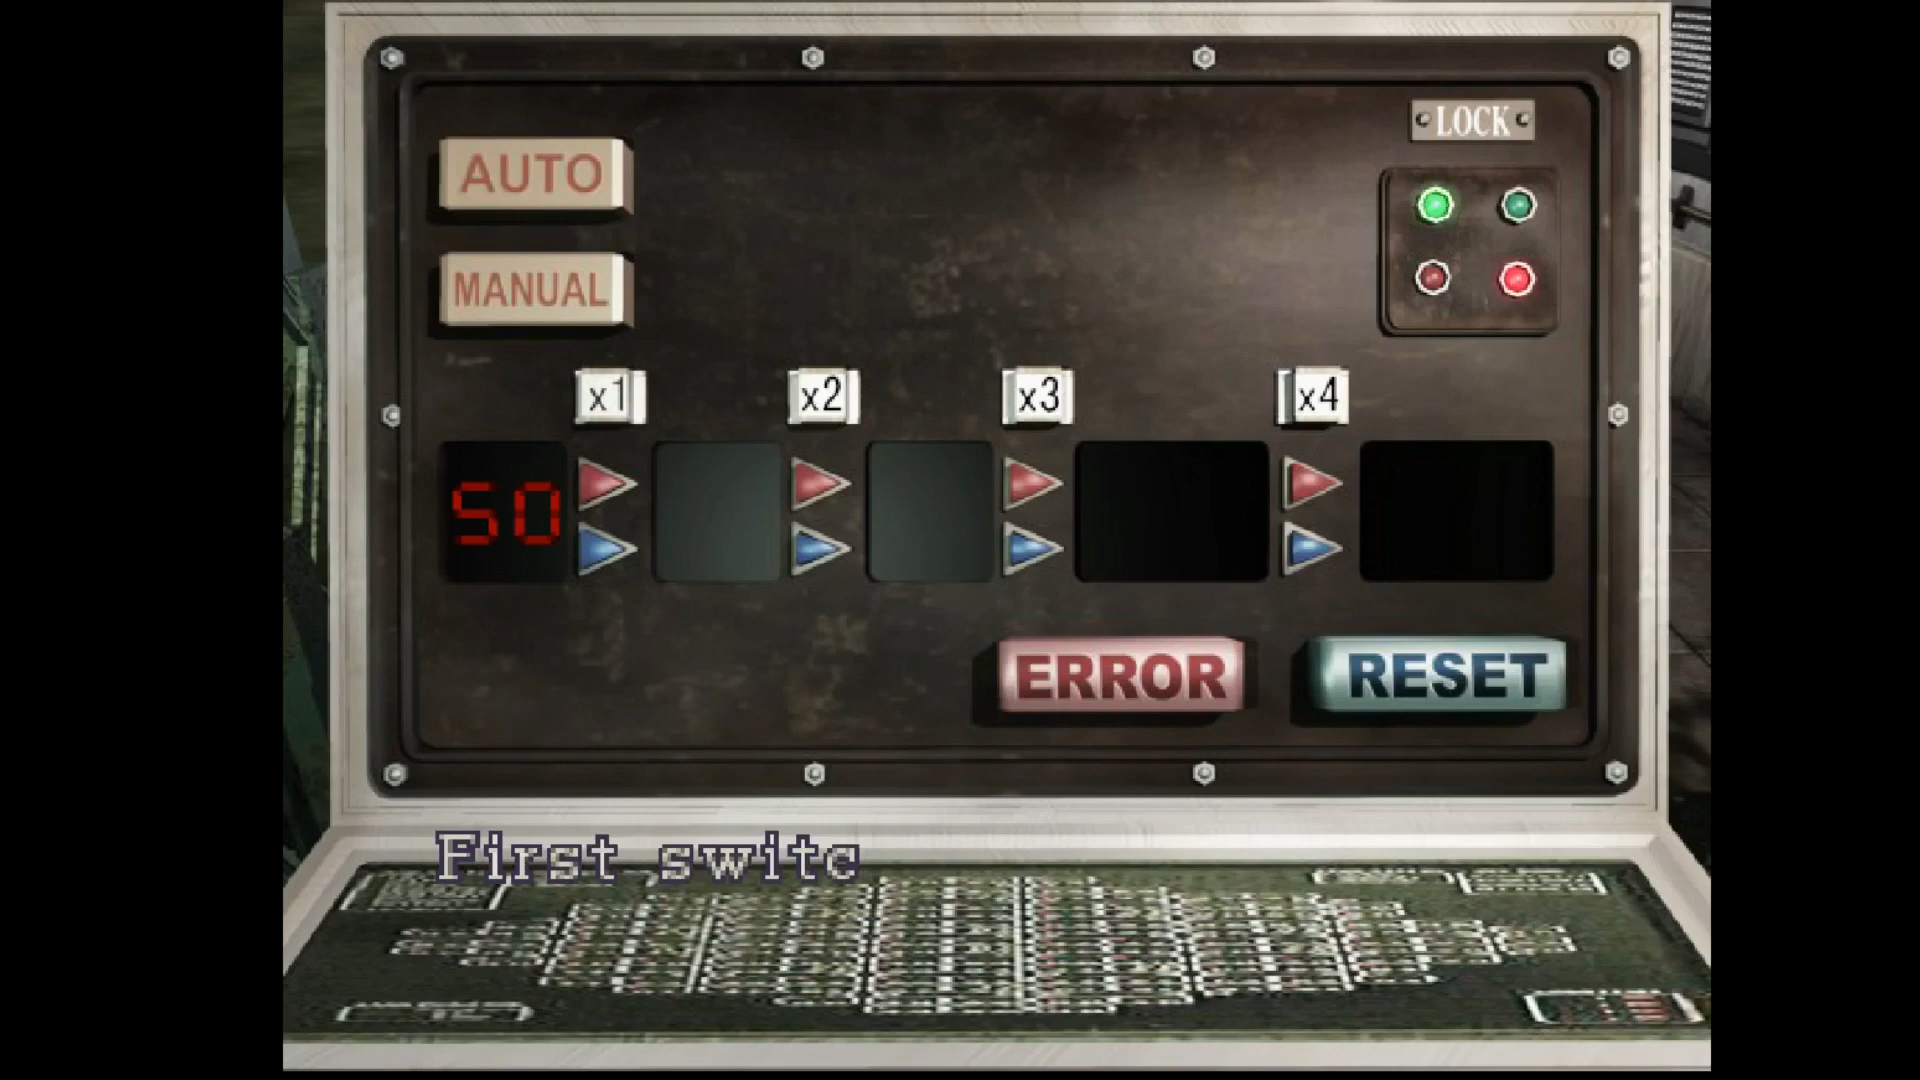 LOCK
AUTO
MANUAL
x1 x2 x3 x4
50
ERROR RESET
First switc